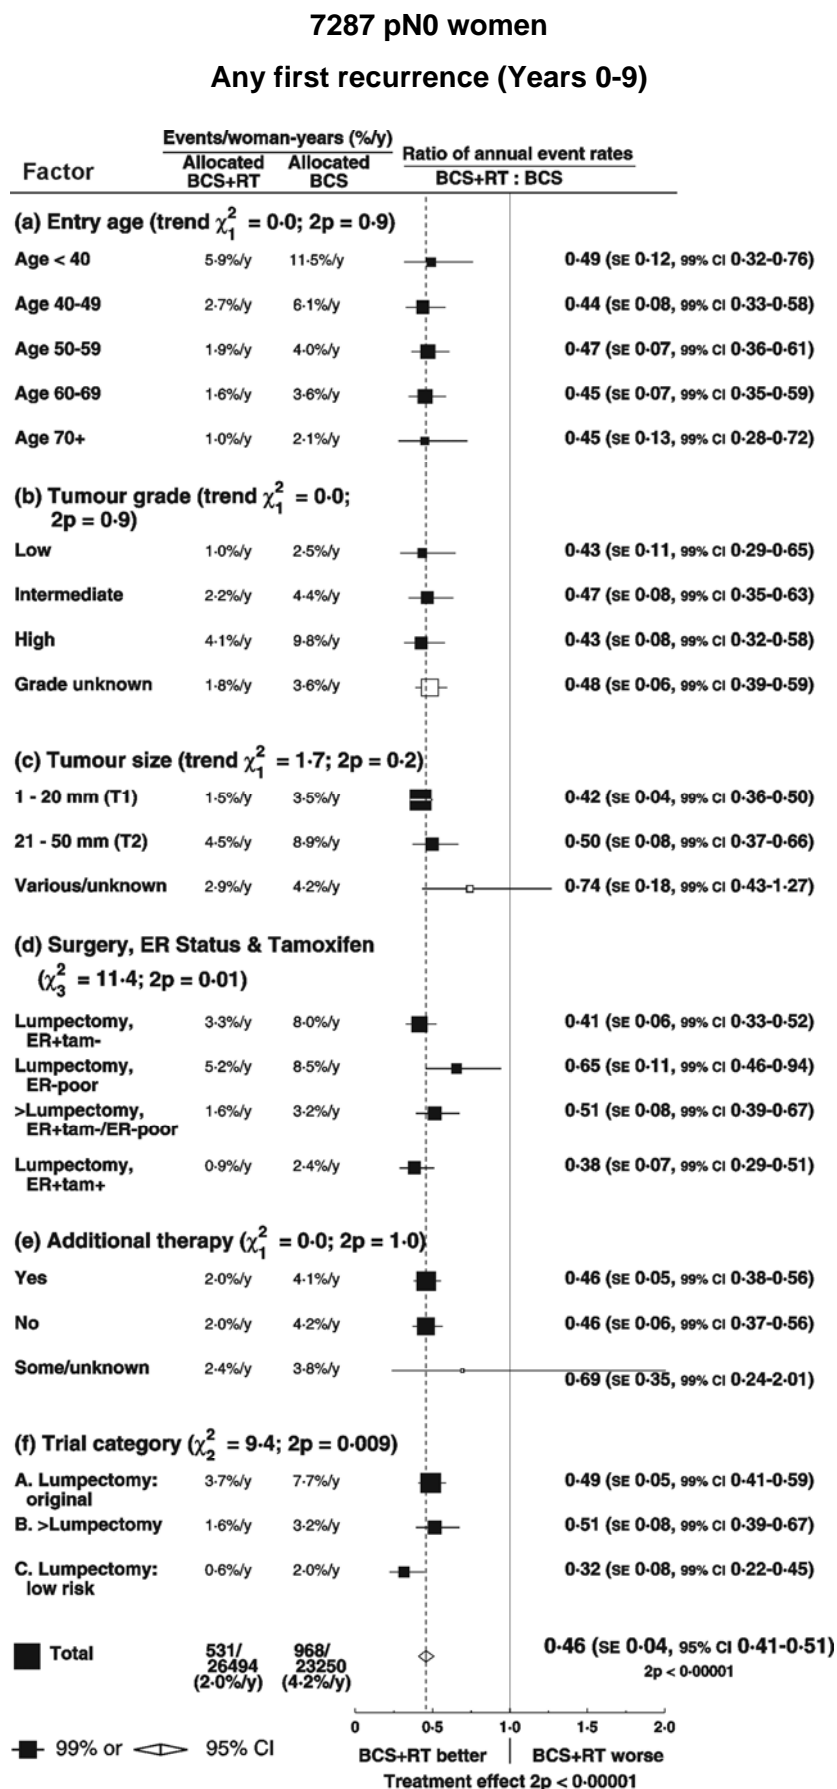 7287 pN0 women
Any first recurrence (Years 0-9)
Events/woman-years (%/y)
Factor
Allocated BCS+RT
Allocated BCS
Ratio of annual event rates
BCS+RT : BCS
(a) Entry age (trend χ²₁ = 0·0; 2p = 0·9)
Age < 40 5·9%/y 11·5%/y 0·49 (SE 0·12, 99% CI 0·32-0·76)
Age 40-49 2·7%/y 6·1%/y 0·44 (SE 0·08, 99% CI 0·33-0·58)
Age 50-59 1·9%/y 4·0%/y 0·47 (SE 0·07, 99% CI 0·36-0·61)
Age 60-69 1·6%/y 3·6%/y 0·45 (SE 0·07, 99% CI 0·35-0·59)
Age 70+ 1·0%/y 2·1%/y 0·45 (SE 0·13, 99% CI 0·28-0·72)
(b) Tumour grade (trend χ²₁ = 0·0;
2p = 0·9)
Low 1·0%/y 2·5%/y 0·43 (SE 0·11, 99% CI 0·29-0·65)
Intermediate 2·2%/y 4·4%/y 0·47 (SE 0·08, 99% CI 0·35-0·63)
High 4·1%/y 9·8%/y 0·43 (SE 0·08, 99% CI 0·32-0·58)
Grade unknown 1·8%/y 3·6%/y 0·48 (SE 0·06, 99% CI 0·39-0·59)
(c) Tumour size (trend χ²₁ = 1·7; 2p = 0·2)
1 - 20 mm (T1) 1·5%/y 3·5%/y 0·42 (SE 0·04, 99% CI 0·36-0·50)
21 - 50 mm (T2) 4·5%/y 8·9%/y 0·50 (SE 0·08, 99% CI 0·37-0·66)
Various/unknown 2·9%/y 4·2%/y 0·74 (SE 0·18, 99% CI 0·43-1·27)
(d) Surgery, ER Status & Tamoxifen
(χ²₃ = 11·4; 2p = 0·01)
Lumpectomy, 3·3%/y 8·0%/y 0·41 (SE 0·06, 99% CI 0·33-0·52)
ER+tam-
Lumpectomy, 5·2%/y 8·5%/y 0·65 (SE 0·11, 99% CI 0·46-0·94)
ER-poor
>Lumpectomy, 1·6%/y 3·2%/y 0·51 (SE 0·08, 99% CI 0·39-0·67)
ER+tam-/ER-poor
Lumpectomy, 0·9%/y 2·4%/y 0·38 (SE 0·07, 99% CI 0·29-0·51)
ER+tam+
(e) Additional therapy (χ²₁ = 0·0; 2p = 1·0)
Yes 2·0%/y 4·1%/y 0·46 (SE 0·05, 99% CI 0·38-0·56)
No 2·0%/y 4·2%/y 0·46 (SE 0·06, 99% CI 0·37-0·56)
Some/unknown 2·4%/y 3·8%/y 0·69 (SE 0·35, 99% CI 0·24-2·01)
(f) Trial category (χ²₂ = 9·4; 2p = 0·009)
A. Lumpectomy: 3·7%/y 7·7%/y 0·49 (SE 0·05, 99% CI 0·41-0·59)
original
B. >Lumpectomy 1·6%/y 3·2%/y 0·51 (SE 0·08, 99% CI 0·39-0·67)
C. Lumpectomy: 0·6%/y 2·0%/y 0·32 (SE 0·08, 99% CI 0·22-0·45)
low risk
Total 531/ 968/ 0·46 (SE 0·04, 95% CI 0·41-0·51)
26494 23250 2p < 0·00001
(2·0%/y) (4·2%/y)
0 0·5 1·0 1·5 2·0
99% or 95% CI
BCS+RT better BCS+RT worse
Treatment effect 2p < 0·00001